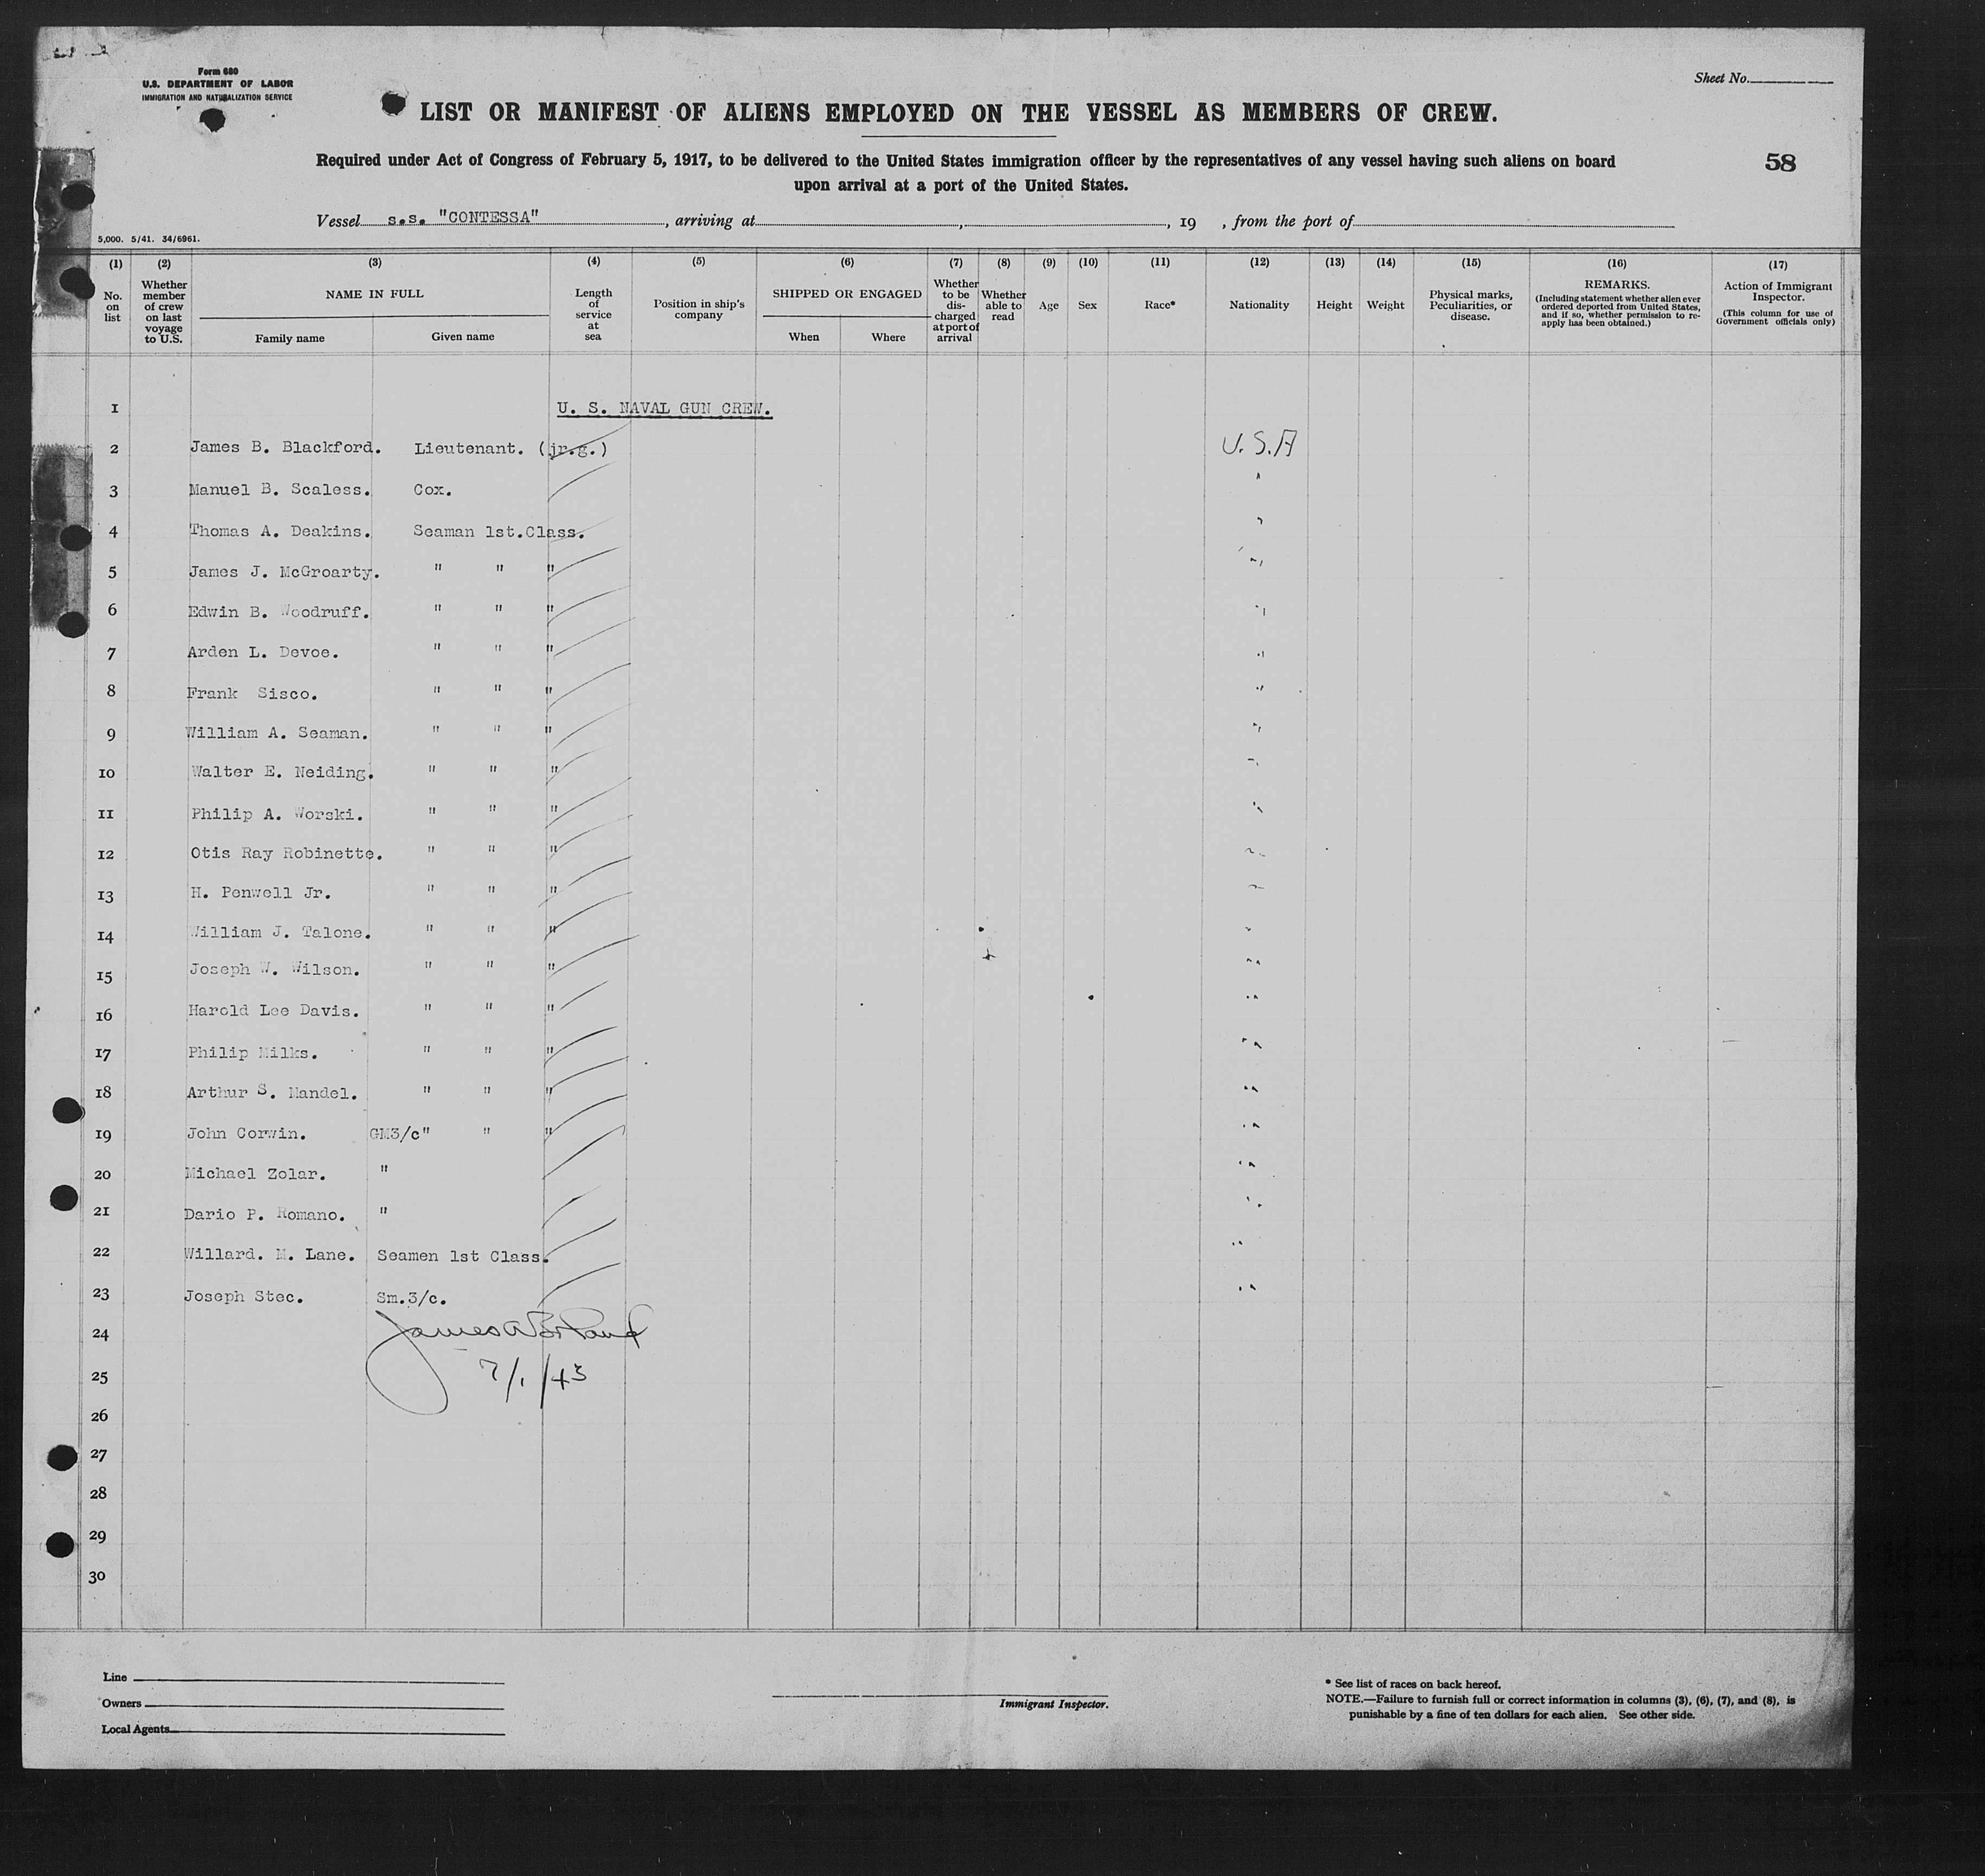 Form 680
U.S. DEPARTMENT OF LABOR
IMMIGRATION AND NATURALIZATION SERVICE
Sheet No.
LIST OR MANIFEST OF ALIENS EMPLOYED ON THE VESSEL AS MEMBERS OF CREW.
Required under Act of Congress of February 5, 1917, to be delivered to the United States immigration officer by the representatives of any vessel having such aliens on board
upon arrival at a port of the United States.
58
Vessel s.s. "CONTESSA", arriving at , , 19 , from the port of
5,000. 5/41. 34/6961.
(1) (2) (3) (4) (5) (6) (7) (8) (9) (10) (11) (12) (13) (14) (15) (16) (17)
No. on list
Whether member of crew on last voyage to U.S.
NAME IN FULL
Family name Given name
Length of service at sea
Position in ship's company
SHIPPED OR ENGAGED
When Where
Whether to be dis-charged at port of arrival
Whether able to read
Age
Sex
Race*
Nationality
Height
Weight
Physical marks, Peculiarities, or disease.
REMARKS.
(Including statement whether alien ever ordered deported from United States, and if so, whether permission to re-apply has been obtained.)
Action of Immigrant Inspector.
(This column for use of Government officials only)
1 U. S. NAVAL GUN CREW.
2 James B. Blackford. Lieutenant. (jr.g.) U.S.A
3 Manuel B. Scaless. Cox. "
4 Thomas A. Deakins. Seaman 1st.Class. "
5 James J. McGroarty. " " " "
6 Edwin B. Woodruff. " " " "
7 Arden L. Devoe. " " " "
8 Frank Sisco. " " " "
9 William A. Seaman. " " " "
10 Walter E. Neiding. " " " "
11 Philip A. Worski. " " " "
12 Otis Ray Robinette. " " " "
13 H. Penwell Jr. " " " "
14 William J. Talone. " " " "
15 Joseph W. Wilson. " " " "
16 Harold Lee Davis. " " " "
17 Philip Milks. " " " "
18 Arthur S. Mandel. " " " "
19 John Corwin. GM3/c" " " "
20 Michael Zolar. " "
21 Dario P. Romano. " "
22 Willard. M. Lane. Seamen 1st Class. "
23 Joseph Stec. Sm.3/c. "
24 James
25 7/1/43
26
27
28
29
30
Line
Owners
Local Agents
Immigrant Inspector.
* See list of races on back hereof.
NOTE.—Failure to furnish full or correct information in columns (3), (6), (7), and (8), is
punishable by a fine of ten dollars for each alien. See other side.